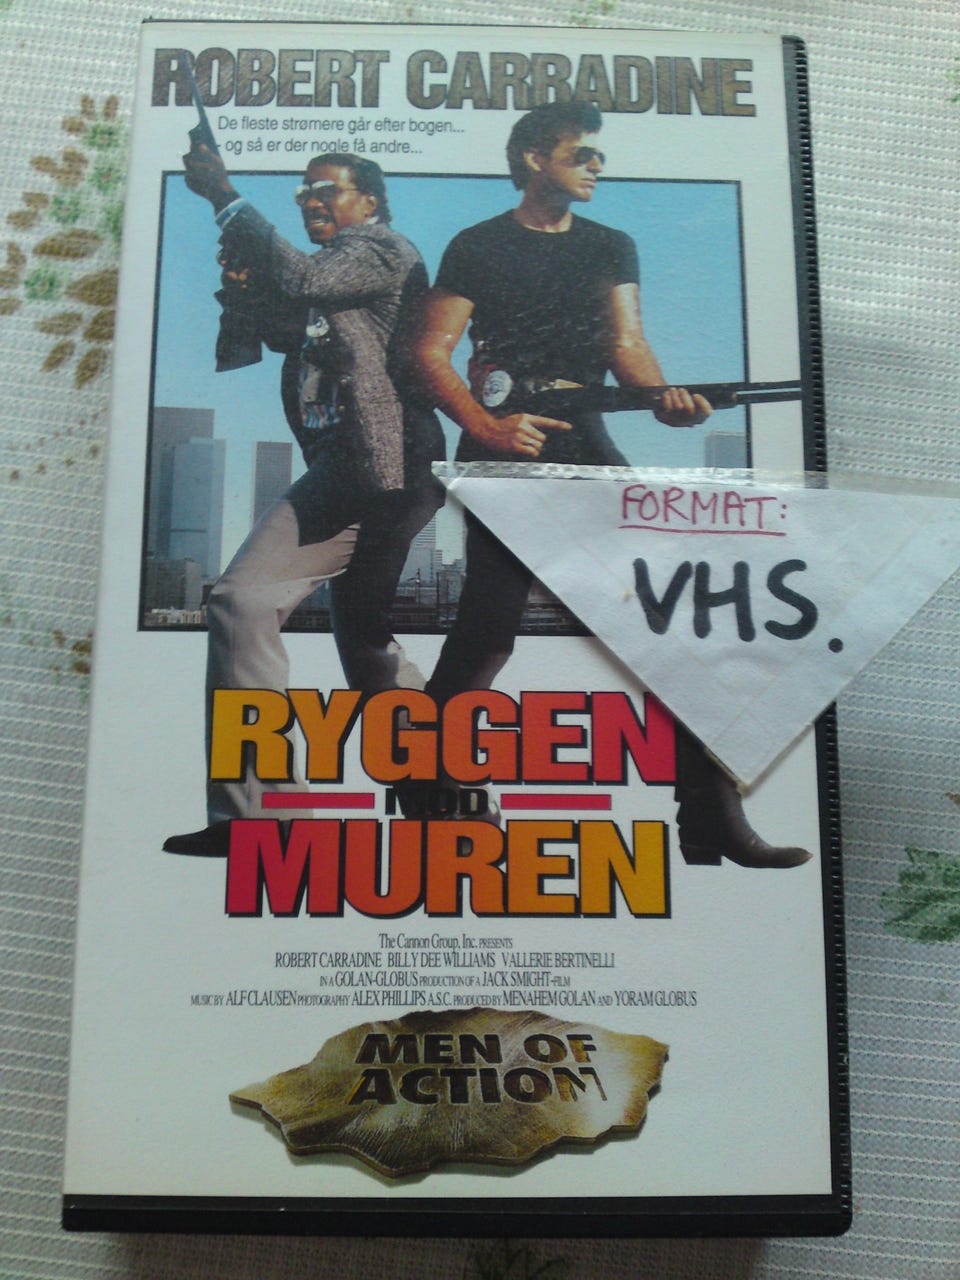 ROBERT CARRADINE
De fleste strømere går efter bogen...
- og så er der nogle få andre...
FORMAT:
VHS.
RYGGEN
MOD
MUREN
The Cannon Group, Inc. PRESENTS
ROBERT CARRADINE BILLY DEE WILLIAMS VALLERIE BERTINELLI
IN A GOLAN-GLOBUS PRODUCTION OF A JACK SMIGHT-FILM
MUSIC BY ALF CLAUSEN PHOTOGRAPHY ALEX PHILLIPS A.S.C. PRODUCED BY MENAHEM GOLAN AND YORAM GLOBUS
MEN OF
ACTION